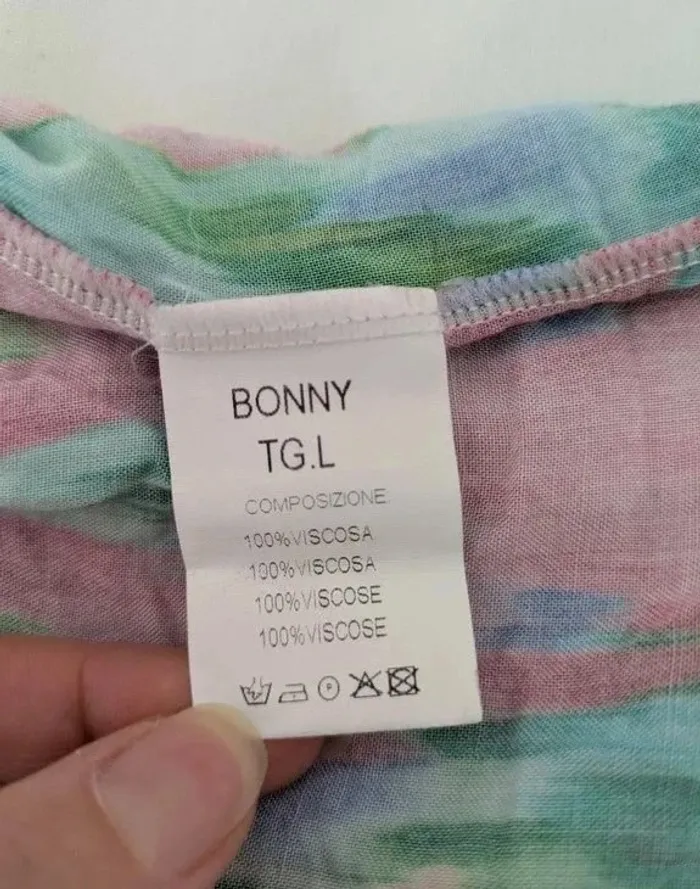 BONNY
TG.L
COMPOSIZIONE
100%VISCOSA
100%VISCOSA
100%VISCOSE
100%VISCOSE